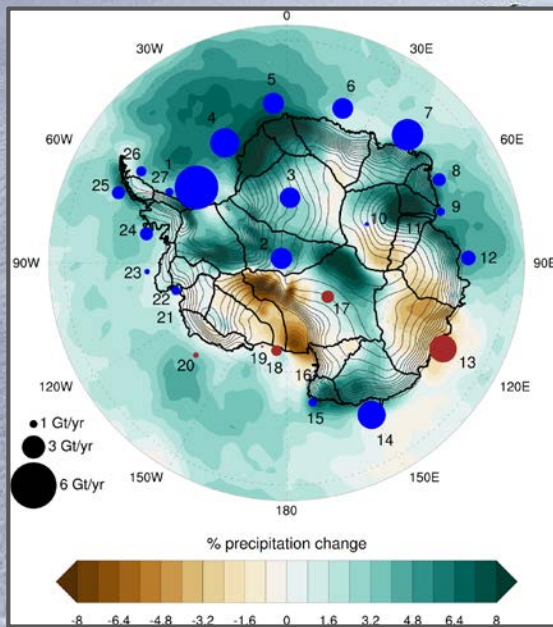 0
30W
30E
60W
60E
90W
90E
120W
120E
150W
150E
180
1
2
3
4
5
6
7
8
9
10
11
12
13
14
15
16
17
18
19
20
21
22
23
24
25
26
27
1 Gt/yr
3 Gt/yr
6 Gt/yr
% precipitation change
-8 -6.4 -4.8 -3.2 -1.6 0 1.6 3.2 4.8 6.4 8